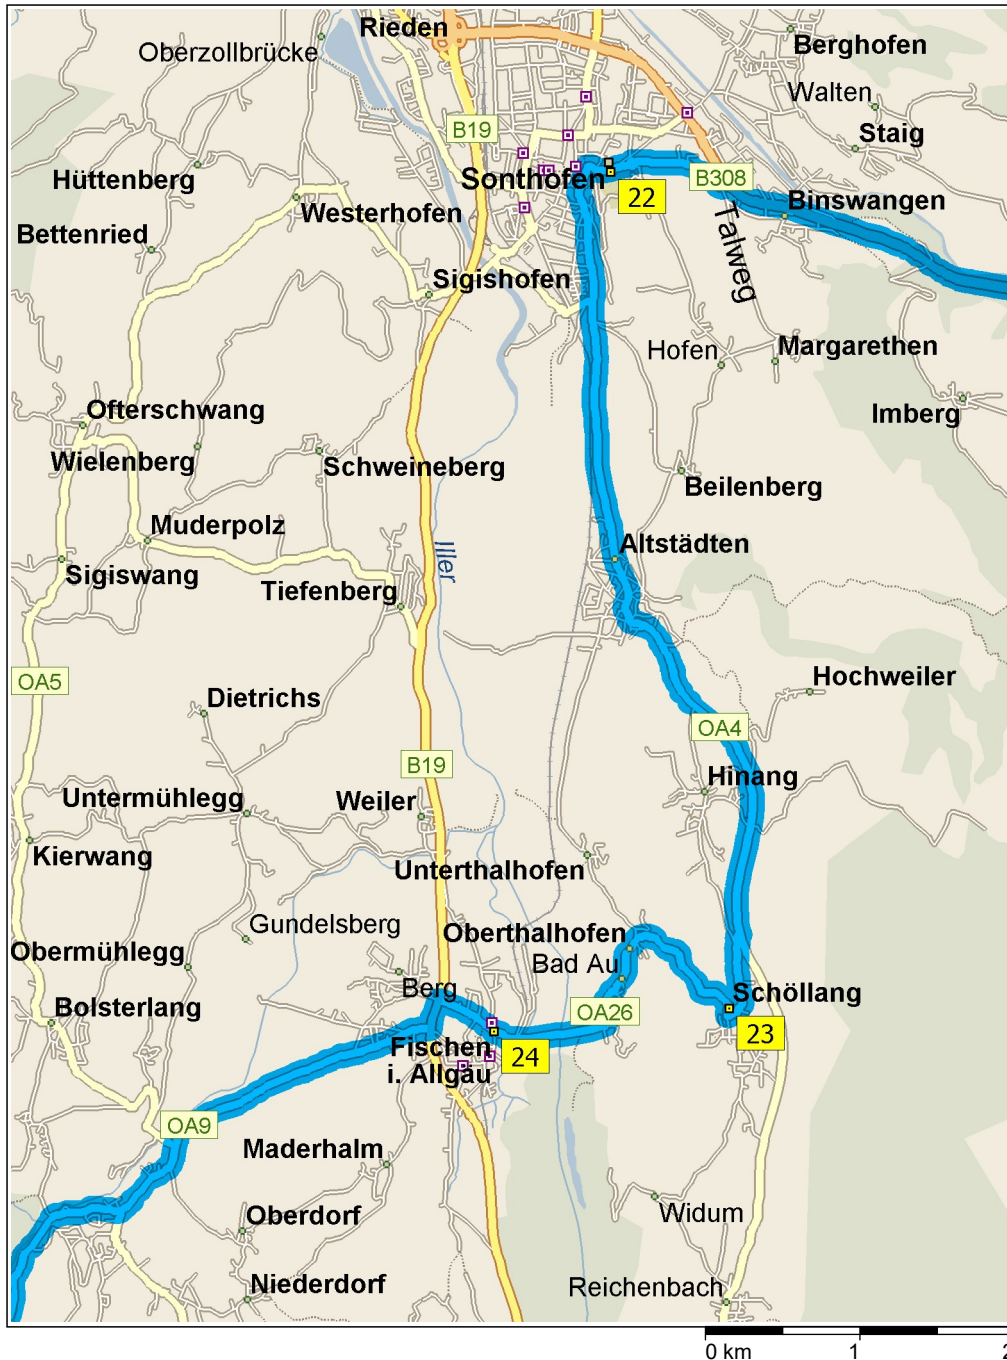 Rieden
Oberzollbrücke
Berghofen
Walten
B19
Staig
Hüttenberg
Sonthofen
B308
22
Westerhofen
Binswangen
Bettenried
Talweg
Sigishofen
Hofen
Margarethen
Ofterschwang
Imberg
Wielenberg
Schweineberg
Beilenberg
Muderpolz
Iller
Altstädten
Sigiswang
Tiefenberg
OA5
Hochweiler
Dietrichs
OA4
B19
Hinang
Untermühlegg
Weiler
Kierwang
Unterthalhofen
Gundelsberg
Oberthalhofen
Obermühlegg
Bad Au
Berg
Schöllang
Bolsterlang
OA26
23
Fischen
i. Allgäu
24
OA9
Maderhalm
Oberdorf
Widum
Niederdorf
Reichenbach
0 km 1 2